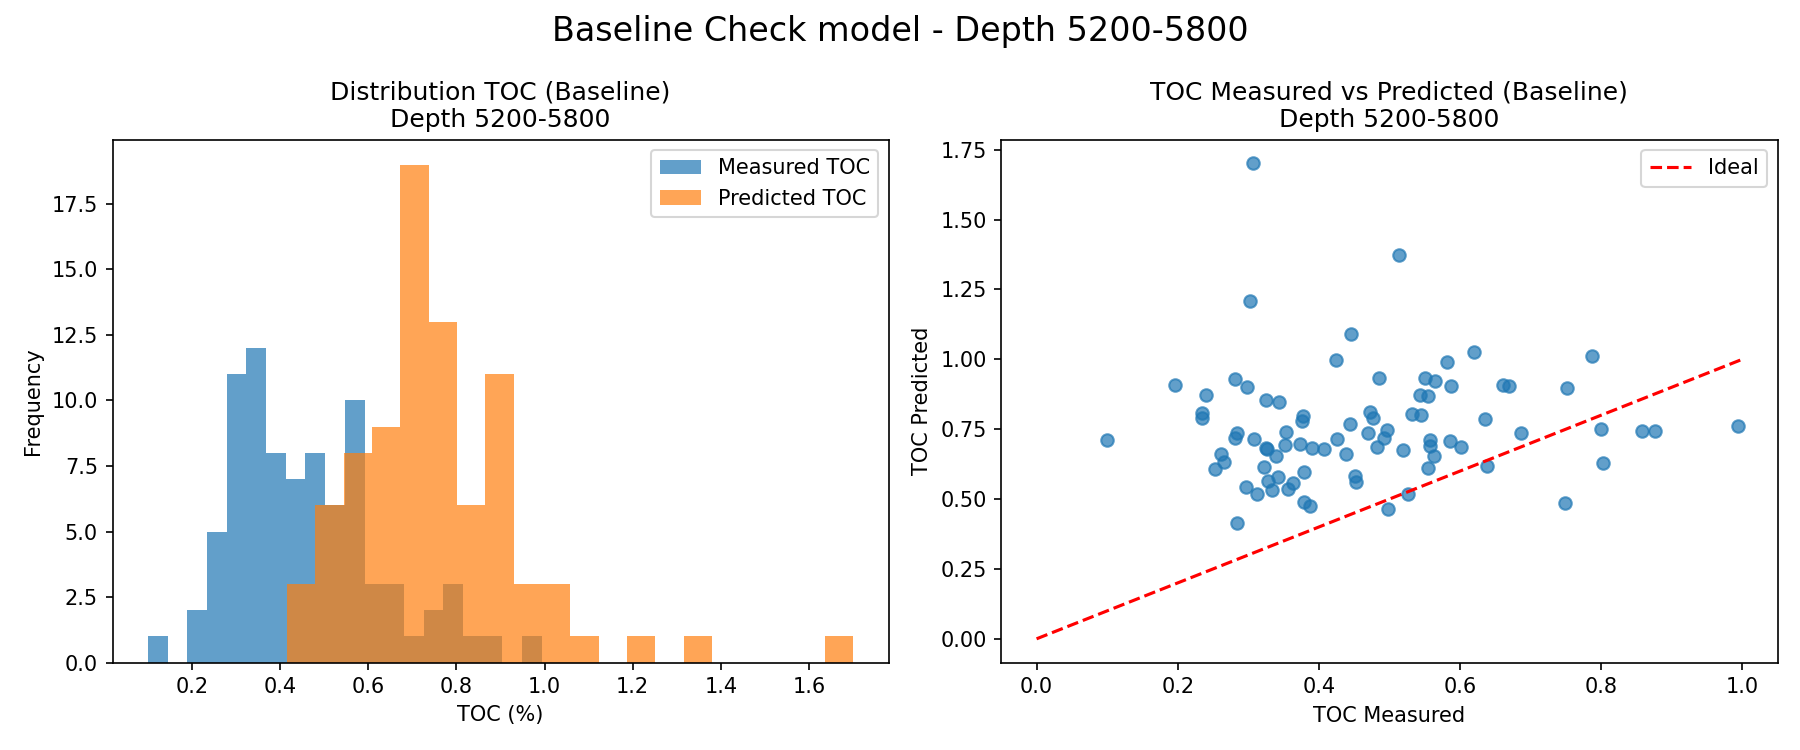 Baseline Check model - Depth 5200-5800
Distribution TOC (Baseline)
Depth 5200-5800
Measured TOC
Predicted TOC
17.5
15.0
12.5
10.0
7.5
5.0
2.5
0.0
Frequency
0.2
0.4
0.6
0.8
1.0
1.2
1.4
1.6
TOC (%)
TOC Measured vs Predicted (Baseline)
Depth 5200-5800
Ideal
1.75
1.50
1.25
1.00
0.75
0.50
0.25
0.00
TOC Predicted
0.0
0.2
0.4
0.6
0.8
1.0
TOC Measured